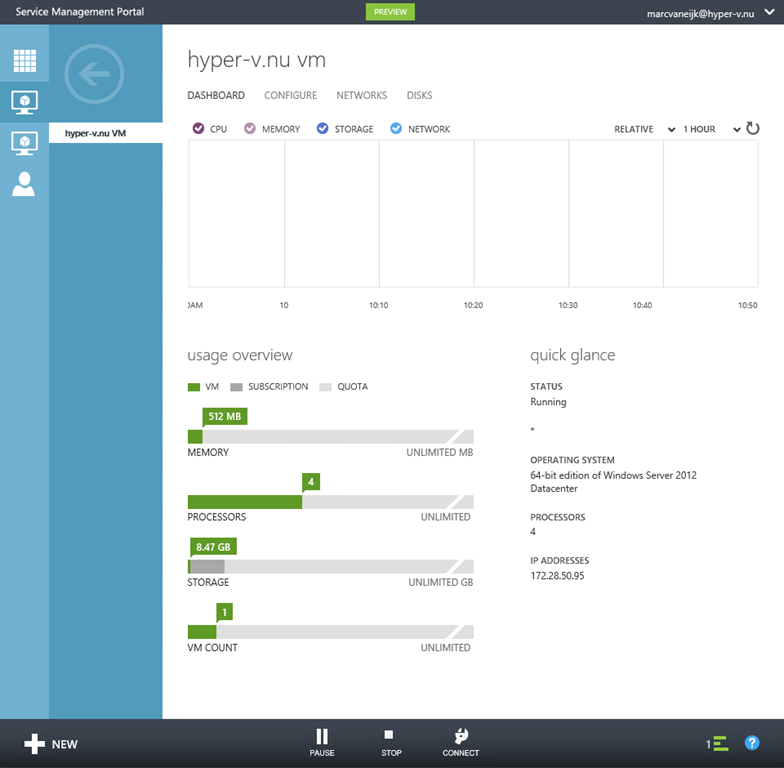 Service Management Portal
PREVIEW
marcvaneijk@hyper-v.nu
hyper-v.nu VM
hyper-v.nu vm
DASHBOARD CONFIGURE NETWORKS DISKS
CPU MEMORY STORAGE NETWORK RELATIVE 1 HOUR
0AM 10 10:10 10:20 10:30 10:40 10:50
usage overview
VM SUBSCRIPTION QUOTA
512 MB
MEMORY UNLIMITED MB
4
PROCESSORS UNLIMITED
8.47 GB
STORAGE UNLIMITED GB
1
VM COUNT UNLIMITED
quick glance
STATUS
Running
*
OPERATING SYSTEM
64-bit edition of Windows Server 2012
Datacenter
PROCESSORS
4
IP ADDRESSES
172.28.50.95
NEW
PAUSE STOP CONNECT
1
?